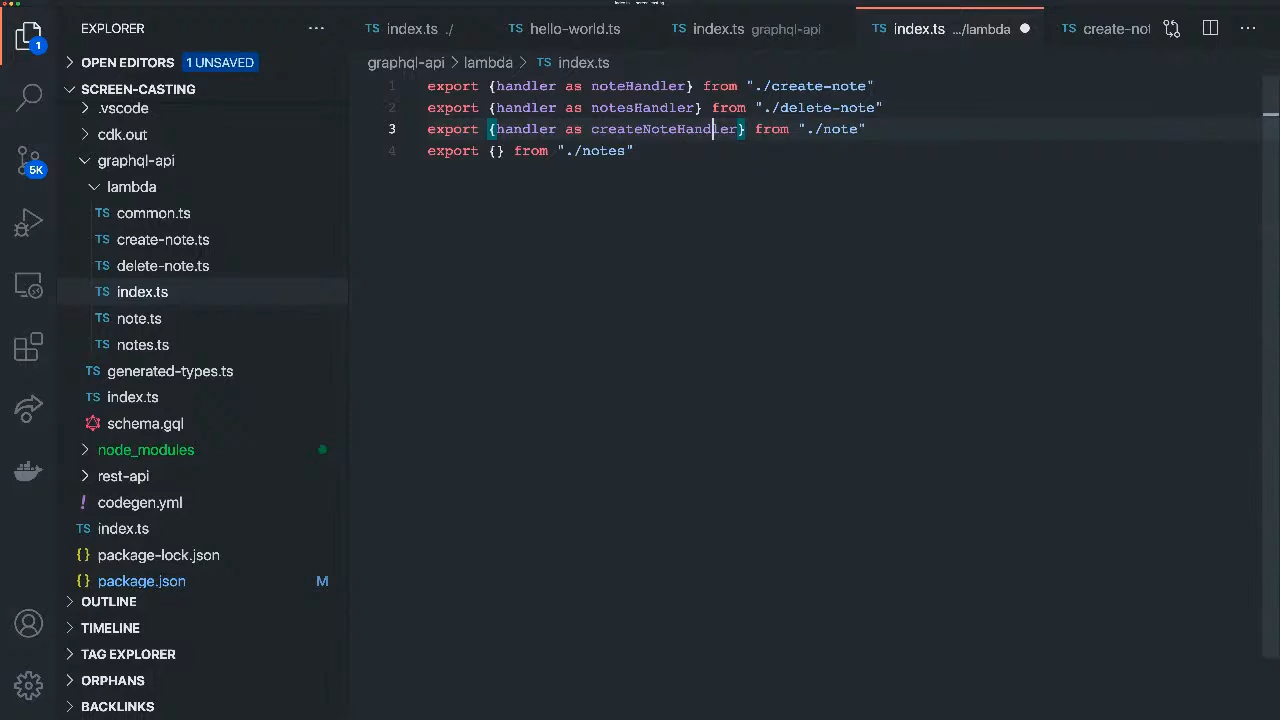 EXPLORER
TS index.ts ./
TS hello-world.ts
TS index.ts graphql-api
TS index.ts .../lambda
TS create-not
1
OPEN EDITORS 1 UNSAVED
graphql-api > lambda > TS index.ts
SCREEN-CASTING
.vscode
cdk.out
graphql-api
lambda
TS common.ts
TS create-note.ts
TS delete-note.ts
TS index.ts
TS note.ts
TS notes.ts
TS generated-types.ts
TS index.ts
schema.gql
node_modules
rest-api
! codegen.yml
TS index.ts
{} package-lock.json
{} package.json M
OUTLINE
TIMELINE
TAG EXPLORER
ORPHANS
BACKLINKS
5K
1 export {handler as noteHandler} from "./create-note"
2 export {handler as notesHandler} from "./delete-note"
3 export {handler as createNoteHandler} from "./note"
4 export {} from "./notes"